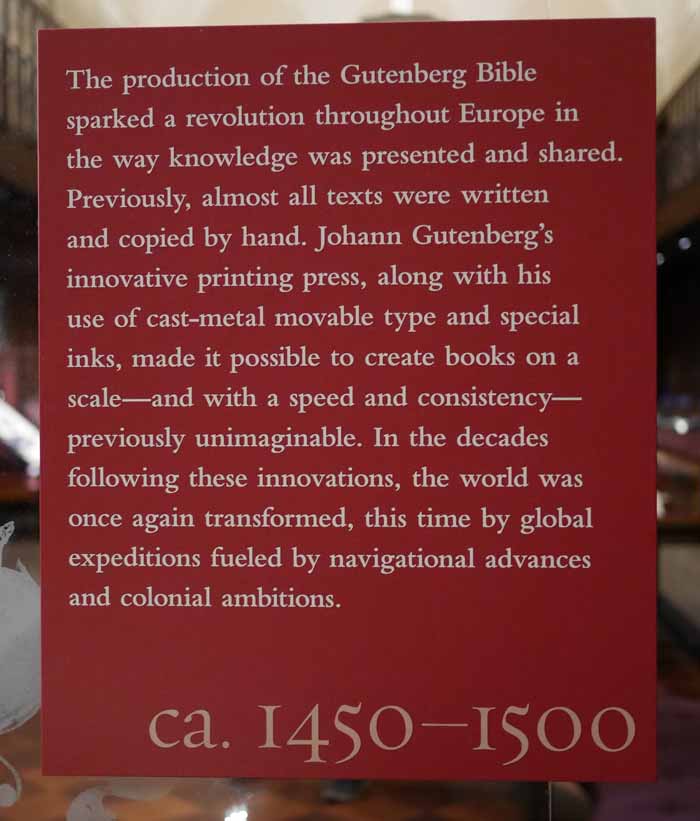 The production of the Gutenberg Bible
sparked a revolution throughout Europe in
the way knowledge was presented and shared.
Previously, almost all texts were written
and copied by hand. Johann Gutenberg’s
innovative printing press, along with his
use of cast-metal movable type and special
inks, made it possible to create books on a
scale—and with a speed and consistency—
previously unimaginable. In the decades
following these innovations, the world was
once again transformed, this time by global
expeditions fueled by navigational advances
and colonial ambitions.
ca. 1450–1500